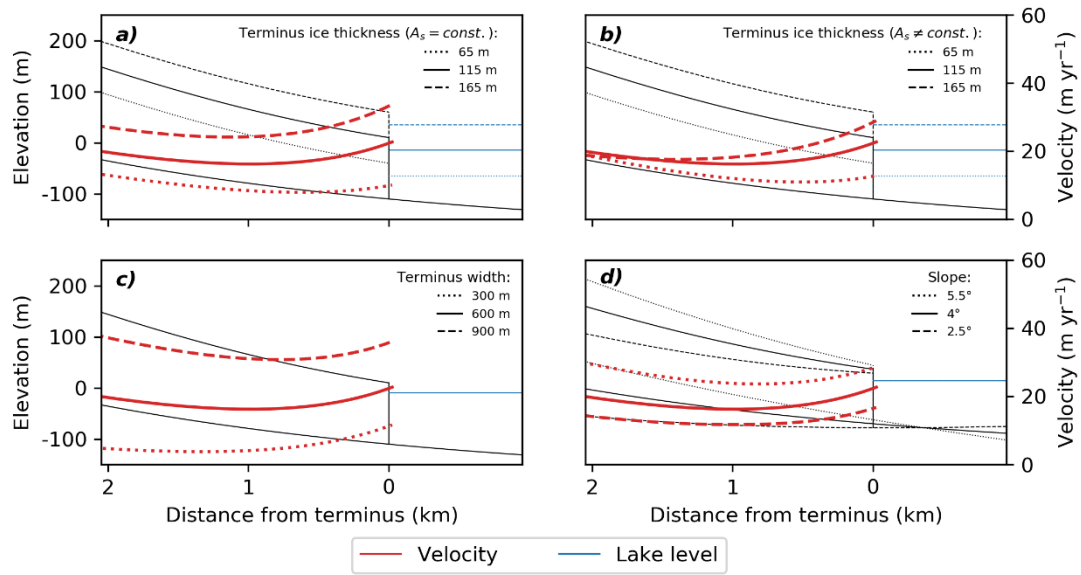 a)
Terminus ice thickness (A_s = const.):
65 m
115 m
165 m
200
100
0
-100
Elevation (m)
b)
Terminus ice thickness (A_s ≠ const.):
65 m
115 m
165 m
60
40
20
0
Velocity (m yr⁻¹)
c)
Terminus width:
300 m
600 m
900 m
200
100
0
-100
Elevation (m)
2
1
0
Distance from terminus (km)
d)
Slope:
5.5°
4°
2.5°
60
40
20
0
Velocity (m yr⁻¹)
2
1
0
Distance from terminus (km)
Velocity
Lake level